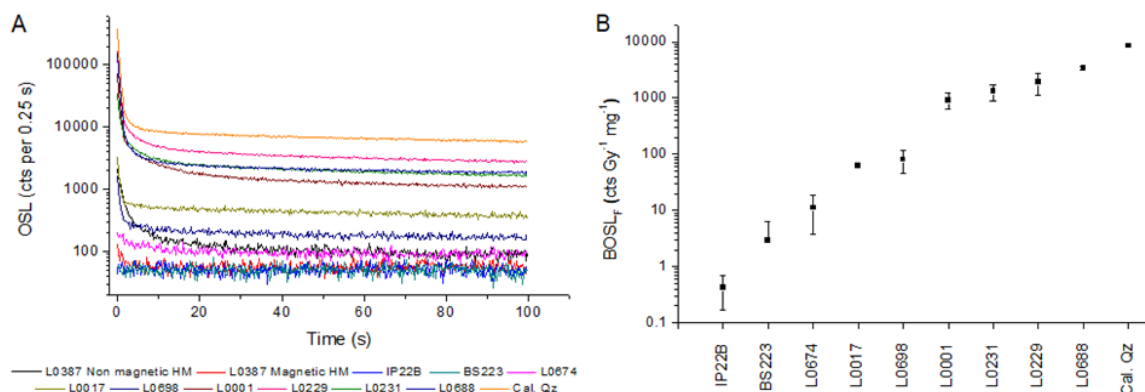 A
OSL (cts per 0.25 s)
100000
10000
1000
100
0
20
40
60
80
100
Time (s)
L0387 Non magnetic HM
L0387 Magnetic HM
IP22B
BS223
L0674
L0017
L0698
L0001
L0229
L0231
L0688
Cal. Qz
B
BOSL_F (cts Gy⁻¹ mg⁻¹)
10000
1000
100
10
1
0.1
IP22B
BS223
L0674
L0017
L0698
L0001
L0231
L0229
L0688
Cal. Qz